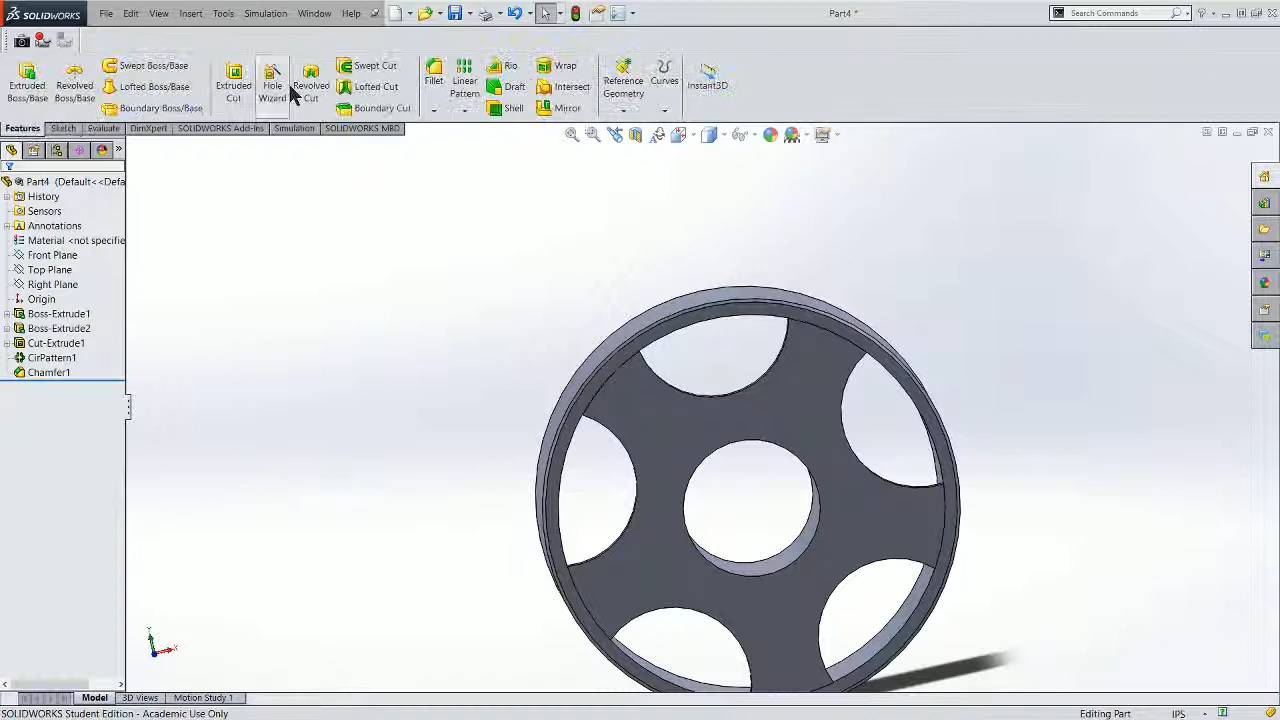 SOLIDWORKS File Edit View Insert Tools Simulation Window Help Part4 * Search Commands
Extruded Boss/Base Revolved Boss/Base Swept Boss/Base Lofted Boss/Base Boundary Boss/Base Extruded Cut Hole Wizard Revolved Cut Swept Cut Lofted Cut Boundary Cut Fillet Linear Pattern Rib Draft Shell Wrap Intersect Mirror Reference Geometry Curves Instant3D
Features Sketch Evaluate DimXpert SOLIDWORKS Add-Ins Simulation SOLIDWORKS MBD
Part4 (Default<<Defa
History
Sensors
Annotations
Material <not specifie
Front Plane
Top Plane
Right Plane
Origin
Boss-Extrude1
Boss-Extrude2
Cut-Extrude1
CirPattern1
Chamfer1
Y
X
Model 3D Views Motion Study 1
SOLIDWORKS Student Edition - Academic Use Only Editing Part IPS